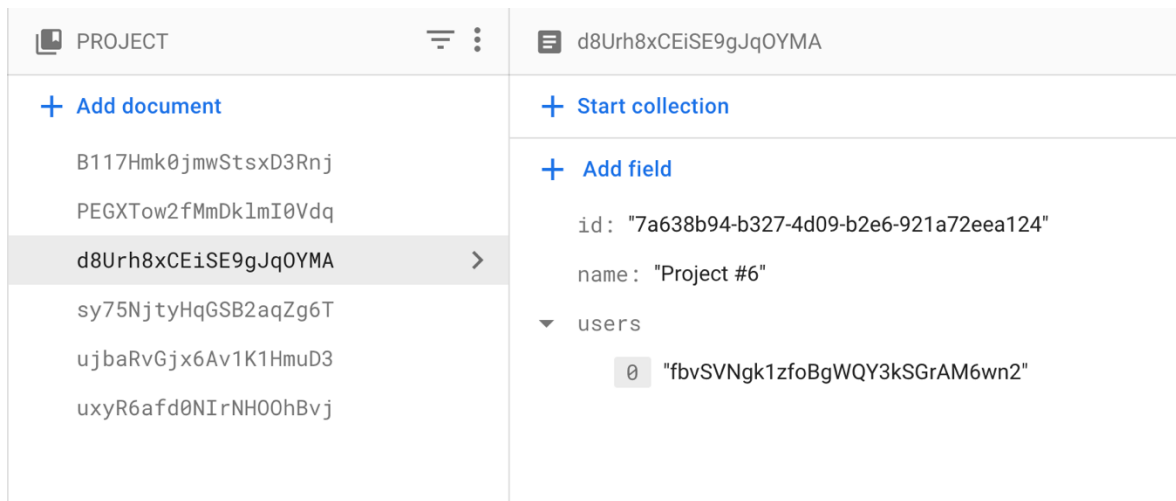 PROJECT
Add document
B117Hmk0jmwStsxD3Rnj
PEGXTow2fMmDklmI0Vdq
d8Urh8xCEiSE9gJqOYMA
sy75NjtyHqGSB2aqZg6T
ujbaRvGjx6Av1K1HmuD3
uxyR6afd0NIrNHOOhBvj
d8Urh8xCEiSE9gJqOYMA
Start collection
Add field
id: "7a638b94-b327-4d09-b2e6-921a72eea124"
name: "Project #6"
users
0 "fbvSVNgk1zfoBgWQY3kSGrAM6wn2"